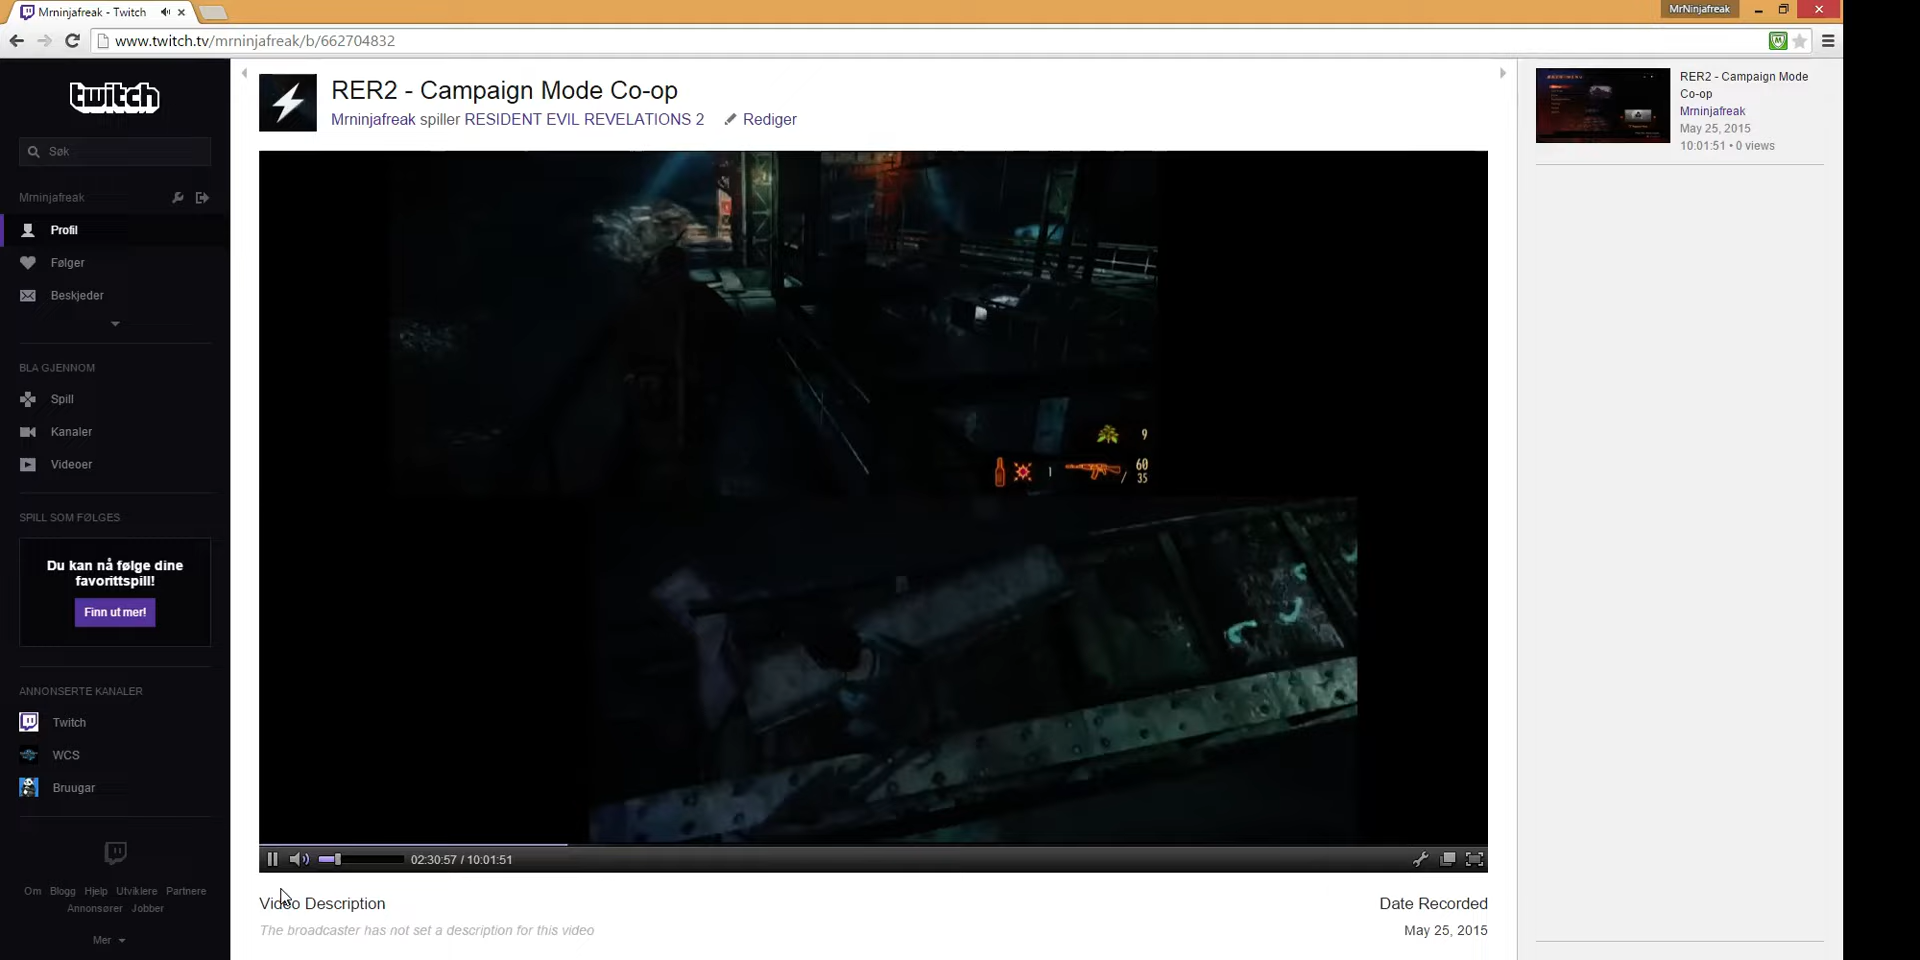 Mrninjafreak - Twitch
MrNinjafreak
www.twitch.tv/mrninjafreak/b/662704832
twitch
Søk
Mrninjafreak
Profil
Følger
Beskjeder
BLA GJENNOM
Spill
Kanaler
Videoer
SPILL SOM FØLGES
Du kan nå følge dine
favorittspill!
Finn ut mer!
ANNONSERTE KANALER
Twitch
WCS
Bruugar
Om Blogg Hjelp Utviklere Partnere
Annonsører Jobber
Mer
RER2 - Campaign Mode Co-op
Mrninjafreak spiller RESIDENT EVIL REVELATIONS 2 Rediger
9
1 60
/ 35
02:30:57 / 10:01:51
Video Description
The broadcaster has not set a description for this video
Date Recorded
May 25, 2015
RER2 - Campaign Mode
Co-op
Mrninjafreak
May 25, 2015
10:01:51 • 0 views